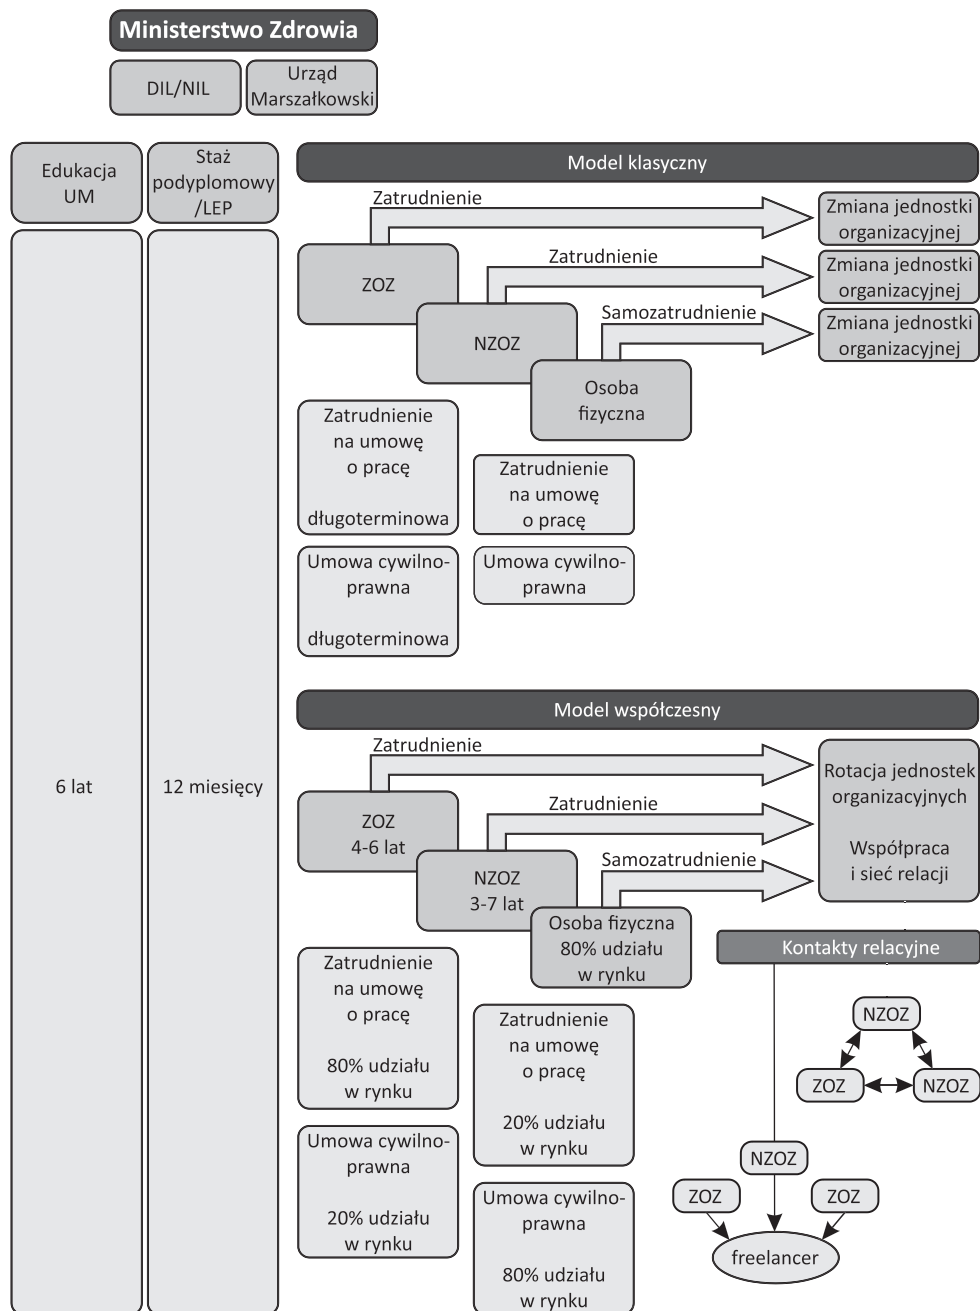 Ministerstwo Zdrowia
DIL/NIL
Urząd
Marszałkowski
Edukacja
UM
Staż
podyplomowy
/LEP
6 lat
12 miesięcy
Model klasyczny
Zatrudnienie
Zmiana jednostki
organizacyjnej
ZOZ
Zatrudnienie
Zmiana jednostki
organizacyjnej
NZOZ
Samozatrudnienie
Zmiana jednostki
organizacyjnej
Osoba
fizyczna
Zatrudnienie
na umowę
o pracę
długoterminowa
Zatrudnienie
na umowę
o pracę
Umowa cywilno-
prawna
długoterminowa
Umowa cywilno-
prawna
Model współczesny
Zatrudnienie
ZOZ
4-6 lat
Zatrudnienie
NZOZ
3-7 lat
Samozatrudnienie
Osoba fizyczna
80% udziału
w rynku
Rotacja jednostek
organizacyjnych
Współpraca
i sieć relacji
Zatrudnienie
na umowę
o pracę
80% udziału
w rynku
Zatrudnienie
na umowę
o pracę
20% udziału
w rynku
Umowa cywilno-
prawna
20% udziału
w rynku
Umowa cywilno-
prawna
80% udziału
w rynku
Kontakty relacyjne
NZOZ
ZOZ
NZOZ
NZOZ
ZOZ
ZOZ
freelancer